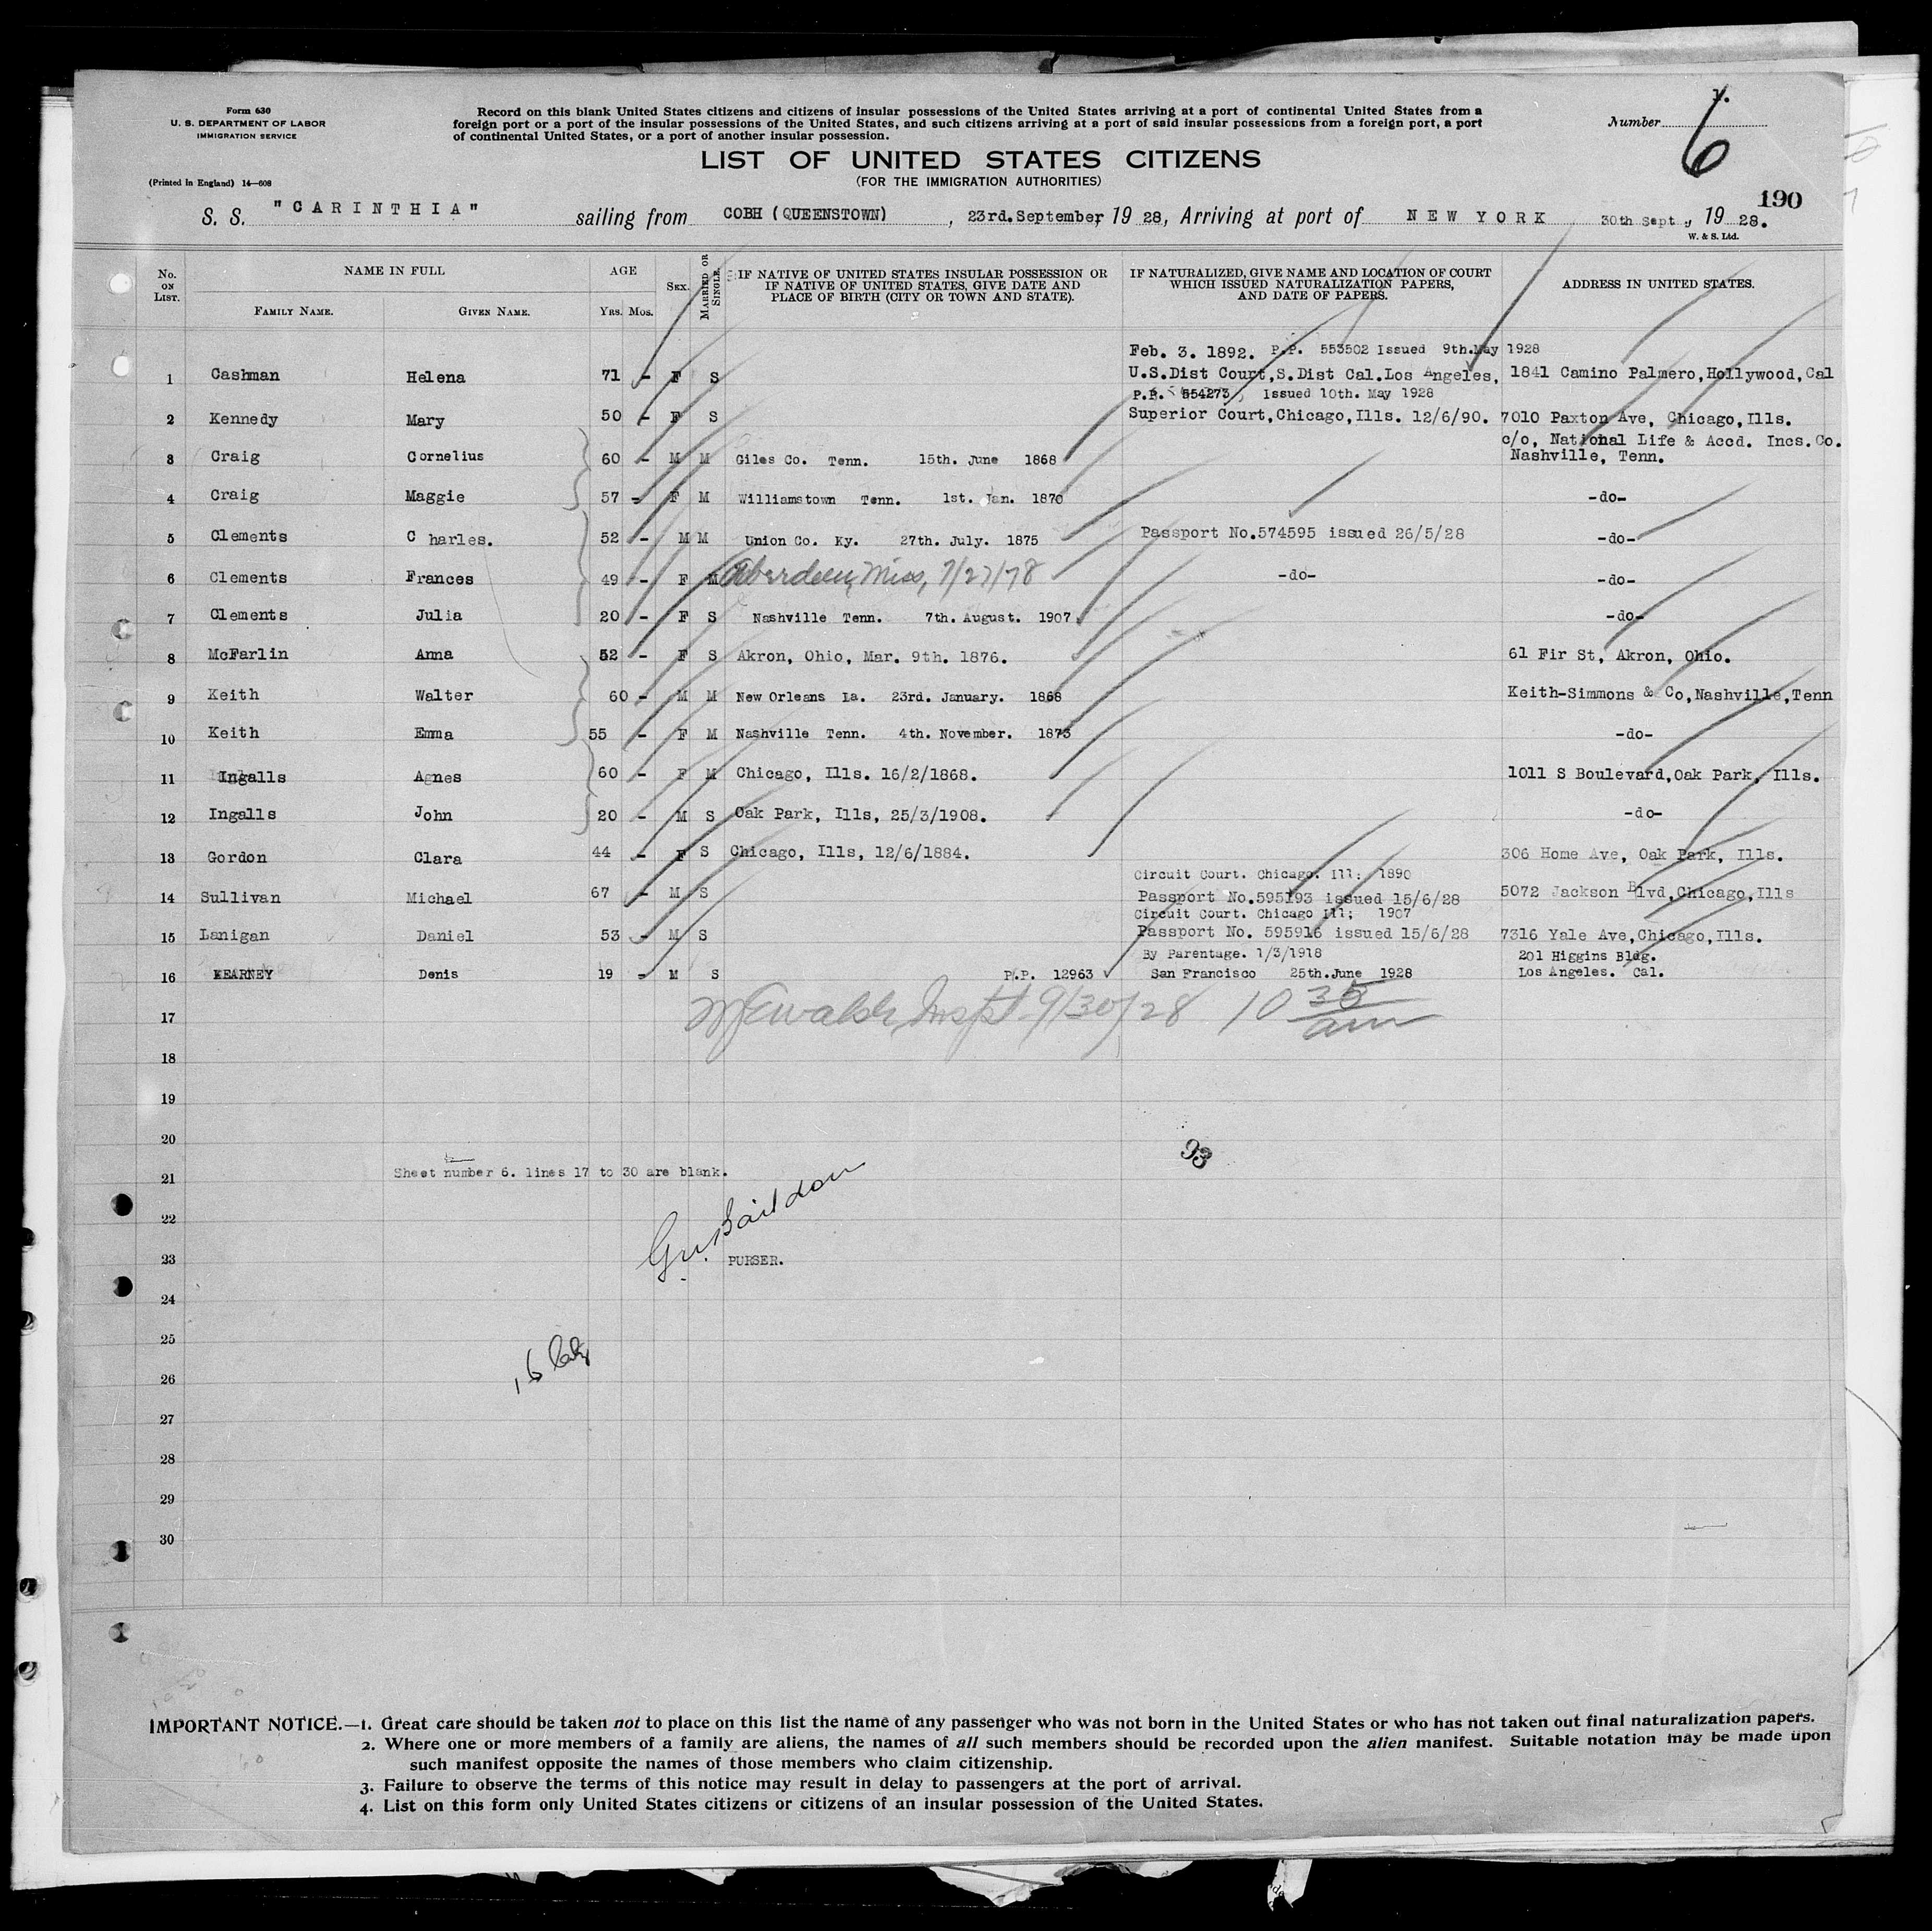 Form 630
U. S. DEPARTMENT OF LABOR
IMMIGRATION SERVICE
(Printed in England) 14—608
Record on this blank United States citizens and citizens of insular possessions of the United States arriving at a port of continental United States from a
foreign port or a port of the insular possessions of the United States, and such citizens arriving at a port of said insular possessions from a foreign port, a port
of continental United States, or a port of another insular possession.
LIST OF UNITED STATES CITIZENS
(FOR THE IMMIGRATION AUTHORITIES)
Number 6
190
S. S. "CARINTHIA" sailing from COBH (QUEENSTOWN), 23rd. September, 19 28, Arriving at port of NEW YORK 30th Sept, 19 28.
W. & S. Ltd.
No. ON LIST. NAME IN FULL AGE SEX. MARRIED OR SINGLE. IF NATIVE OF UNITED STATES INSULAR POSSESSION OR IF NATIVE OF UNITED STATES, GIVE DATE AND PLACE OF BIRTH (CITY OR TOWN AND STATE). IF NATURALIZED, GIVE NAME AND LOCATION OF COURT WHICH ISSUED NATURALIZATION PAPERS, AND DATE OF PAPERS. ADDRESS IN UNITED STATES.
FAMILY NAME. GIVEN NAME. YRS. MOS.
Feb. 3. 1892. P.P. 553502 Issued 9th. May 1928
1 Cashman Helena 71 - F S U.S.Dist Court,S.Dist Cal.Los Angeles, 1841 Camino Palmero,Hollywood,Cal
P.P. 554273, Issued 10th. May 1928
2 Kennedy Mary 50 - F S Superior Court,Chicago,Ills. 12/6/90. 7010 Paxton Ave, Chicago,Ills.
c/o, National Life & Accd. Incs.Co.
3 Craig Cornelius 60 - M M Giles Co. Tenn. 15th. June 1868 Nashville, Tenn.
4 Craig Maggie 57 - F M Williamstown Tenn. 1st. Jan. 1870 -do-
5 Clements C harles. 52 - M M Union Co. Ky. 27th. July. 1875 Passport No.574595 issued 26/5/28 -do-
6 Clements Frances 49 - F M Aberdeen, Miss, 7/27/78 -do- -do-
7 Clements Julia 20 - F S Nashville Tenn. 7th. August. 1907 -do-
8 McFarlin Anna 52 - F S Akron, Ohio, Mar. 9th. 1876. 61 Fir St, Akron, Ohio.
9 Keith Walter 60 - M M New Orleans La. 23rd. January. 1868 Keith-Simmons & Co,Nashville,Tenn
10 Keith Emma 55 - F M Nashville Tenn. 4th. November. 1873 -do-
11 Ingalls Agnes 60 - F M Chicago, Ills. 16/2/1868. 1011 S Boulevard,Oak Park, Ills.
12 Ingalls John 20 - M S Oak Park, Ills, 25/3/1908. -do-
13 Gordon Clara 44 - F S Chicago, Ills, 12/6/1884. 306 Home Ave, Oak Park, Ills.
Circuit Court. Chicago. Ill: 1890
14 Sullivan Michael 67 - M S Passport No.595193 issued 15/6/28 5072 Jackson Blvd,Chicago,Ills
Circuit Court. Chicago Ill; 1907
15 Lanigan Daniel 53 - M S Passport No. 595916 issued 15/6/28 7316 Yale Ave,Chicago,Ills.
By Parentage. 1/3/1918 201 Higgins Bldg.
16 KEARNEY Denis 19 - M S P.P. 12963 San Francisco 25th.June 1928 Los Angeles. Cal.
17 9/30/28 10 35 am
18
19
20
93
21 Sheet number 6. lines 17 to 30 are blank.
22
23 PURSER.
24
25
16
26
27
28
29
30
IMPORTANT NOTICE.—1. Great care should be taken not to place on this list the name of any passenger who was not born in the United States or who has not taken out final naturalization papers.
2. Where one or more members of a family are aliens, the names of all such members should be recorded upon the alien manifest. Suitable notation may be made upon
such manifest opposite the names of those members who claim citizenship.
3. Failure to observe the terms of this notice may result in delay to passengers at the port of arrival.
4. List on this form only United States citizens or citizens of an insular possession of the United States.